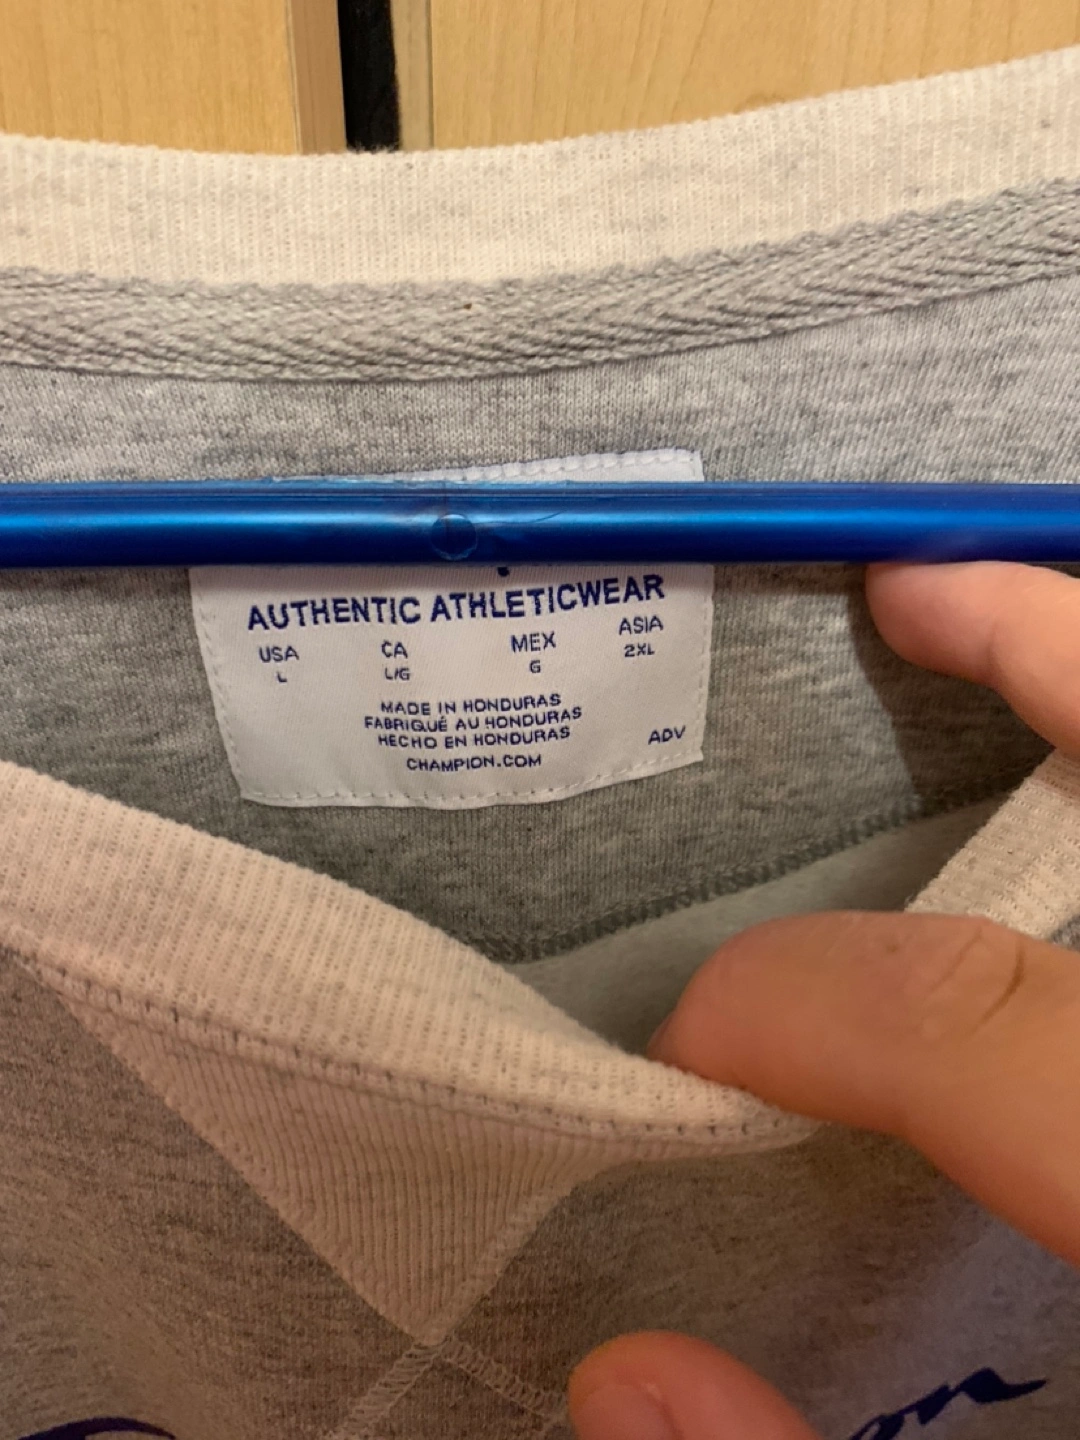 AUTHENTIC ATHLETICWEAR
USA CA MEX ASIA
L L/G G 2XL
MADE IN HONDURAS
FABRIQUÉ AU HONDURAS
HECHO EN HONDURAS
ADV
CHAMPION.COM
on